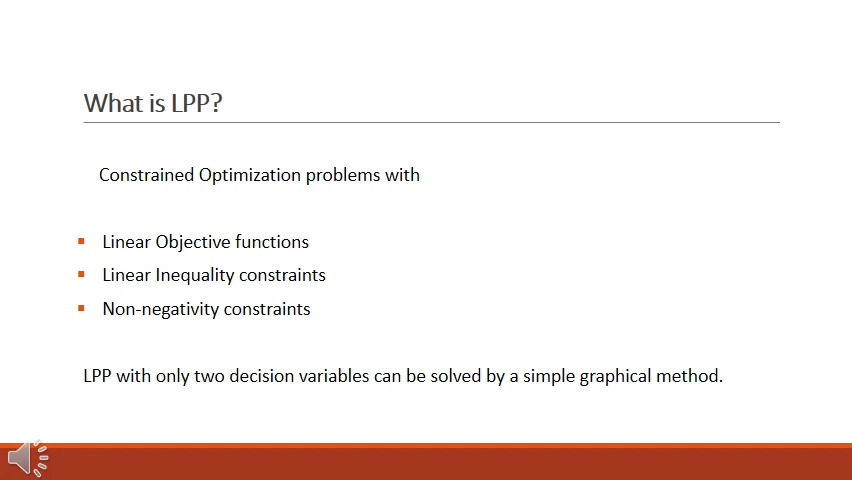 What is LPP?
Constrained Optimization problems with
Linear Objective functions
Linear Inequality constraints
Non-negativity constraints
LPP with only two decision variables can be solved by a simple graphical method.